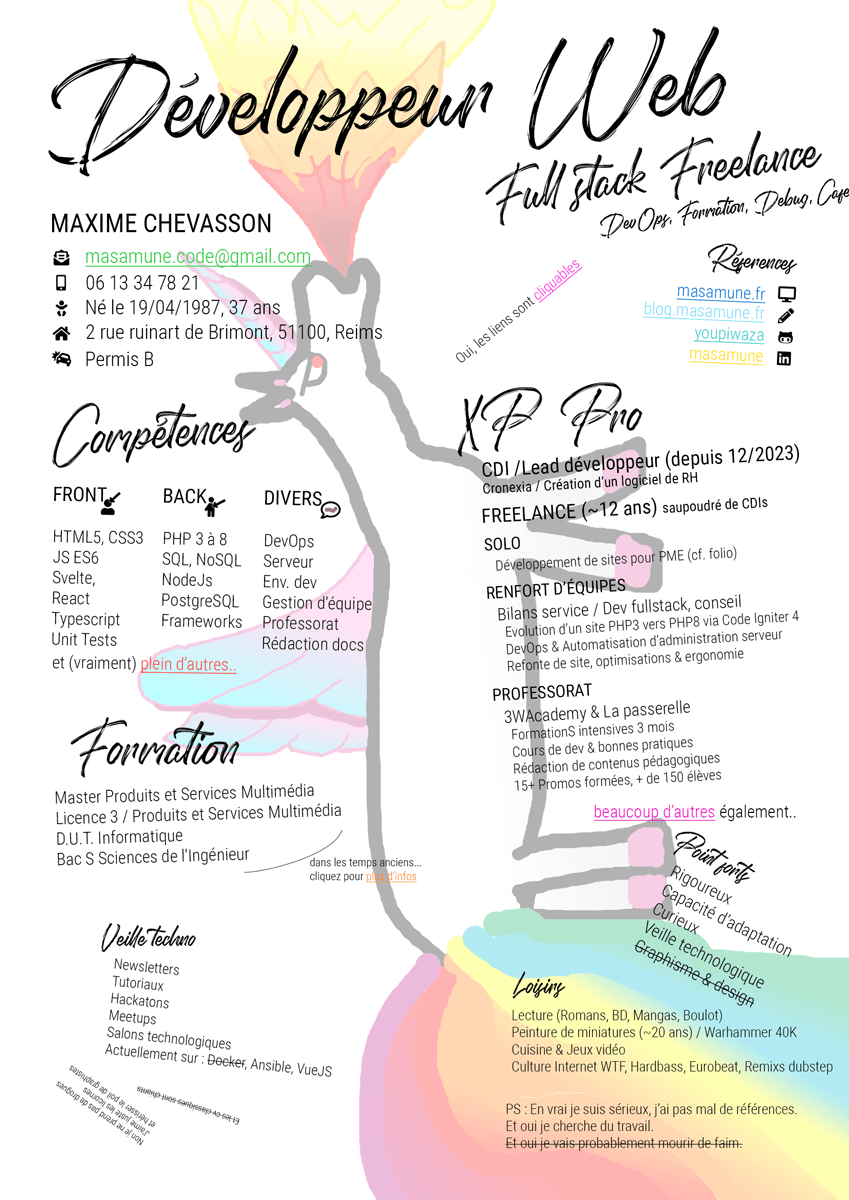 Développeur Web
Full stack Freelance
DevOps, Formation, Debug, Cafe
MAXIME CHEVASSON
masamune.code@gmail.com
06 13 34 78 21
Né le 19/04/1987, 37 ans
2 rue ruinart de Brimont, 51100, Reims
Permis B
Oui, les liens sont cliquables
Réferences
masamune.fr
blog.masamune.fr
youpiwaza
masamune
Compétences
FRONT
HTML5, CSS3
JS ES6
Svelte,
React
Typescript
Unit Tests
BACK
PHP 3 à 8
SQL, NoSQL
NodeJs
PostgreSQL
Frameworks
DIVERS
DevOps
Serveur
Env. dev
Gestion d'équipe
Professorat
Rédaction docs
et (vraiment) plein d'autres..
XP Pro
CDI /Lead développeur (depuis 12/2023)
Cronexia / Création d'un logiciel de RH
FREELANCE (~12 ans) saupoudré de CDIs
SOLO
Développement de sites pour PME (cf. folio)
RENFORT D'ÉQUIPES
Bilans service / Dev fullstack, conseil
Evolution d'un site PHP3 vers PHP8 via Code Igniter 4
DevOps & Automatisation d'administration serveur
Refonte de site, optimisations & ergonomie
PROFESSORAT
3WAcademy & La passerelle
FormationS intensives 3 mois
Cours de dev & bonnes pratiques
Rédaction de contenus pédagogiques
15+ Promos formées, + de 150 élèves
beaucoup d'autres également..
Formation
Master Produits et Services Multimédia
Licence 3 / Produits et Services Multimédia
D.U.T. Informatique
Bac S Sciences de l'Ingénieur
dans les temps anciens...
cliquez pour plus d'infos
Point forts
Rigoureux
Capacité d'adaptation
Curieux
Veille technologique
Graphisme & design
Veille techno
Newsletters
Tutoriaux
Hackatons
Meetups
Salons technologiques
Actuellement sur : Docker, Ansible, VueJS
Loisirs
Lecture (Romans, BD, Mangas, Boulot)
Peinture de miniatures (~20 ans) / Warhammer 40K
Cuisine & Jeux vidéo
Culture Internet WTF, Hardbass, Eurobeat, Remixs dubstep
Non je ne prend pas de drogues
J'aime juste les licornes
et hérisser le poil de graphistes
Et les cv classiques sont chiants
PS : En vrai je suis sérieux, j'ai pas mal de références.
Et oui je cherche du travail.
Et oui je vais probablement mourir de faim.